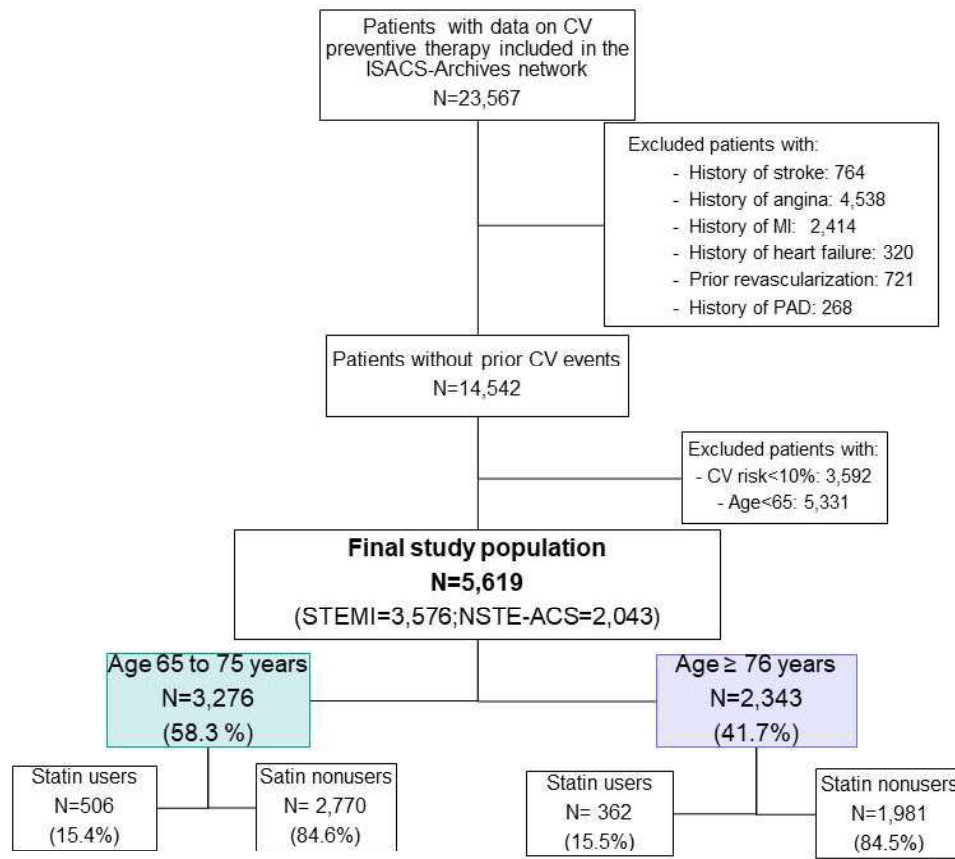 Patients with data on CV
preventive therapy included in the
ISACS-Archives network
N=23,567
Excluded patients with:
- History of stroke: 764
- History of angina: 4,538
- History of MI: 2,414
- History of heart failure: 320
- Prior revascularization: 721
- History of PAD: 268
Patients without prior CV events
N=14,542
Excluded patients with:
- CV risk<10%: 3,592
- Age<65: 5,331
Final study population
N=5,619
(STEMI=3,576;NSTE-ACS=2,043)
Age 65 to 75 years
N=3,276
(58.3 %)
Age ≥ 76 years
N=2,343
(41.7%)
Statin users
N=506
(15.4%)
Satin nonusers
N= 2,770
(84.6%)
Statin users
N= 362
(15.5%)
Statin nonusers
N=1,981
(84.5%)